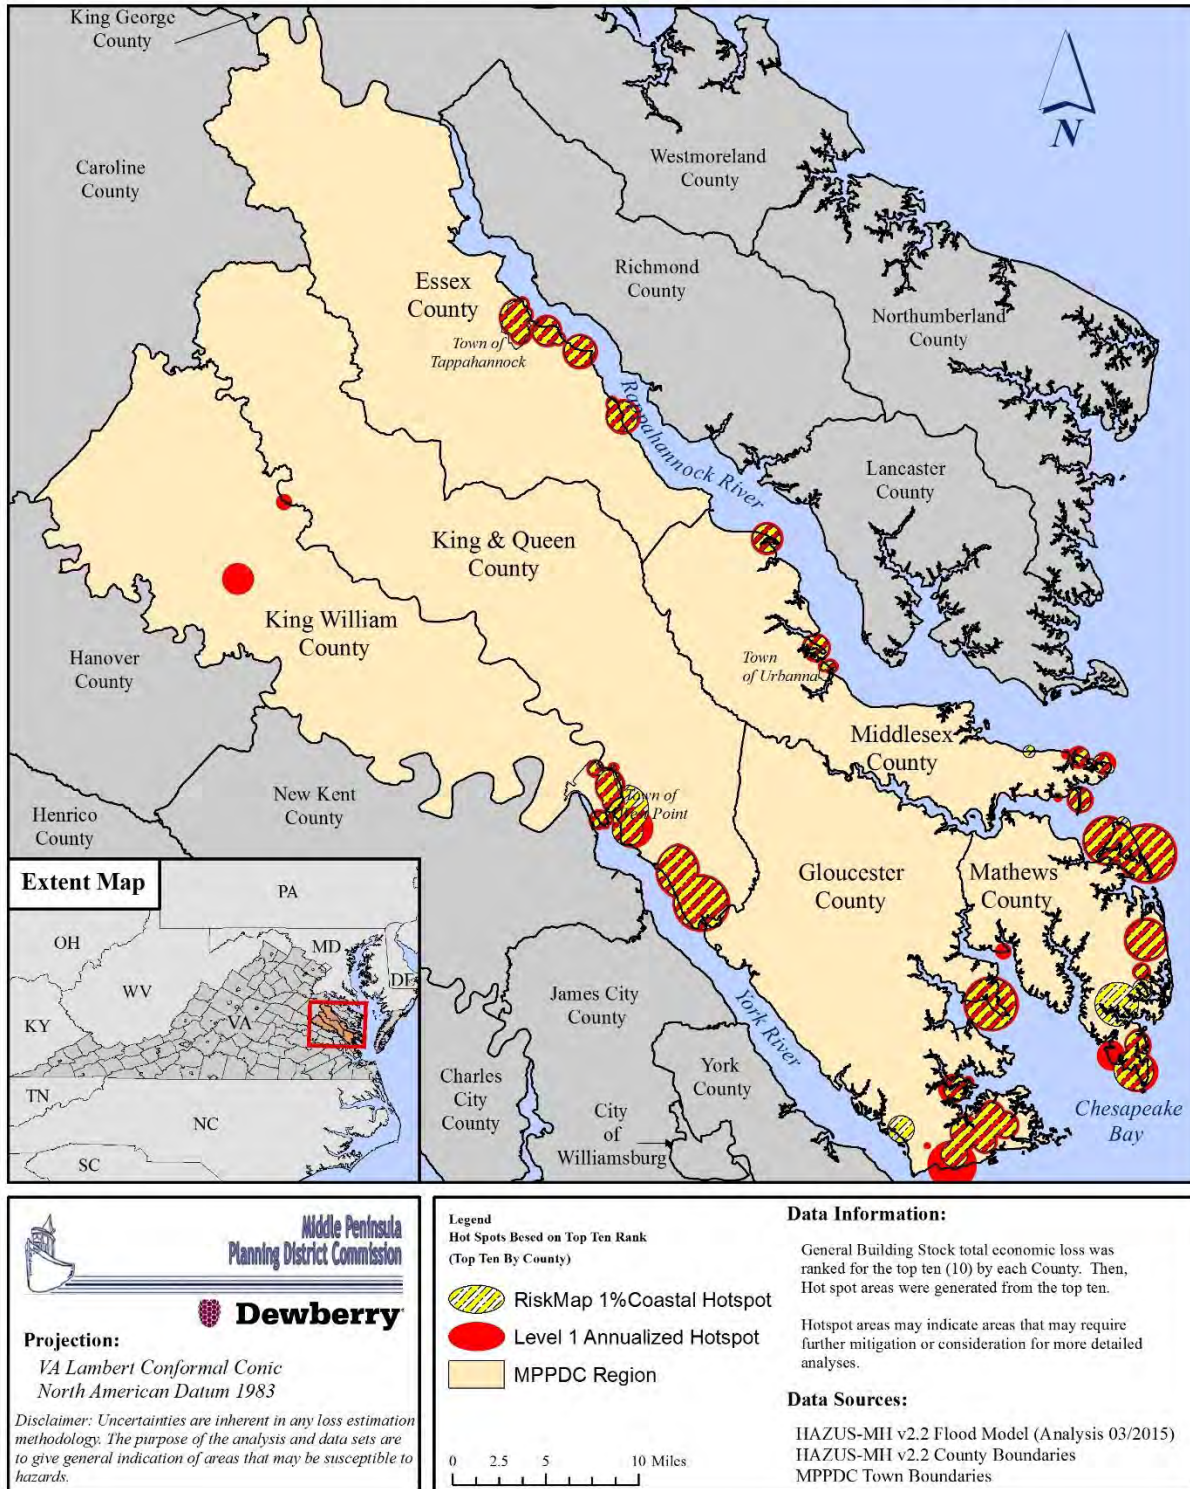 King George
County
Caroline
County
Westmoreland
County
Richmond
County
Northumberland
County
Essex
County
Town of
Tappahannock
Rappahannock River
Lancaster
County
King & Queen
County
King William
County
Hanover
County
Town
of Urbanna
Middlesex
County
New Kent
County
Henrico
County
Town of
West Point
Gloucester
County
Mathews
County
James City
County
York River
York
County
Charles
City
County
City
of
Williamsburg
Chesapeake
Bay
N
Extent Map
PA
OH
MD
DE
WV
KY
VA
TN
NC
SC
Middle Peninsula
Planning District Commission
Dewberry
Projection:
VA Lambert Conformal Conic
North American Datum 1983
Disclaimer: Uncertainties are inherent in any loss estimation
methodology. The purpose of the analysis and data sets are
to give general indication of areas that may be susceptible to
hazards.
Legend
Hot Spots Besed on Top Ten Rank
(Top Ten By County)
RiskMap 1%Coastal Hotspot
Level 1 Annualized Hotspot
MPPDC Region
0 2.5 5 10 Miles
Data Information:
General Building Stock total economic loss was
ranked for the top ten (10) by each County. Then,
Hot spot areas were generated from the top ten.
Hotspot areas may indicate areas that may require
further mitigation or consideration for more detailed
analyses.
Data Sources:
HAZUS-MH v2.2 Flood Model (Analysis 03/2015)
HAZUS-MH v2.2 County Boundaries
MPPDC Town Boundaries